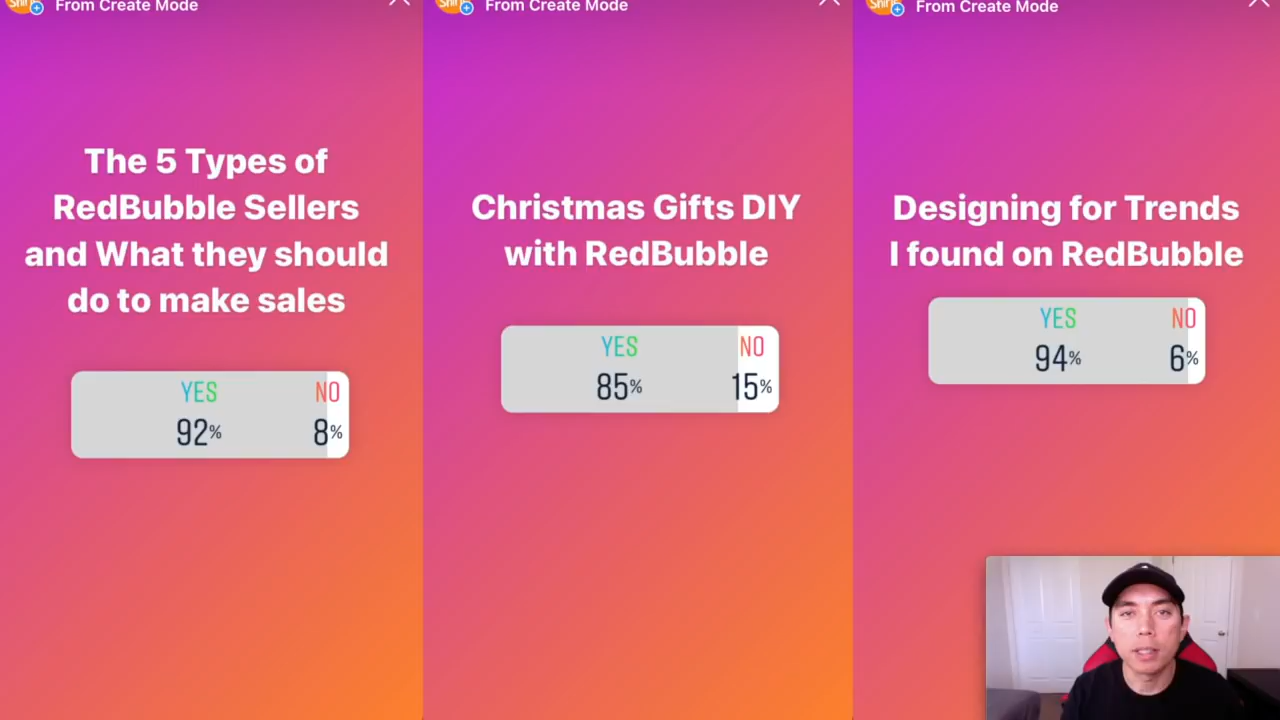 From Create Mode
The 5 Types of
RedBubble Sellers
and What they should
do to make sales
YES NO
92% 8%
From Create Mode
Christmas Gifts DIY
with RedBubble
YES NO
85% 15%
From Create Mode
Designing for Trends
I found on RedBubble
YES NO
94% 6%